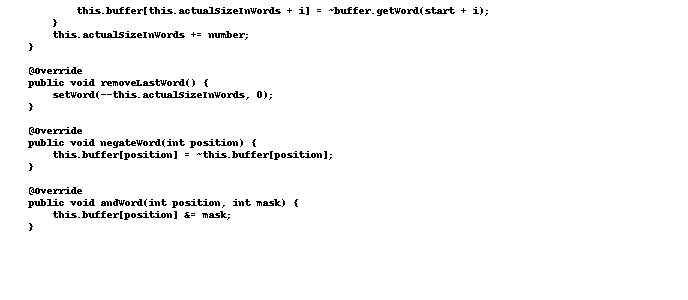 this.buffer[this.actualSizeInWords + i] = ~buffer.getWord(start + i);
}
this.actualSizeInWords += number;
}
@Override
public void removeLastWord() {
setWord(--this.actualSizeInWords, 0);
}
@Override
public void negateWord(int position) {
this.buffer[position] = ~this.buffer[position];
}
@Override
public void andWord(int position, int mask) {
this.buffer[position] &= mask;
}